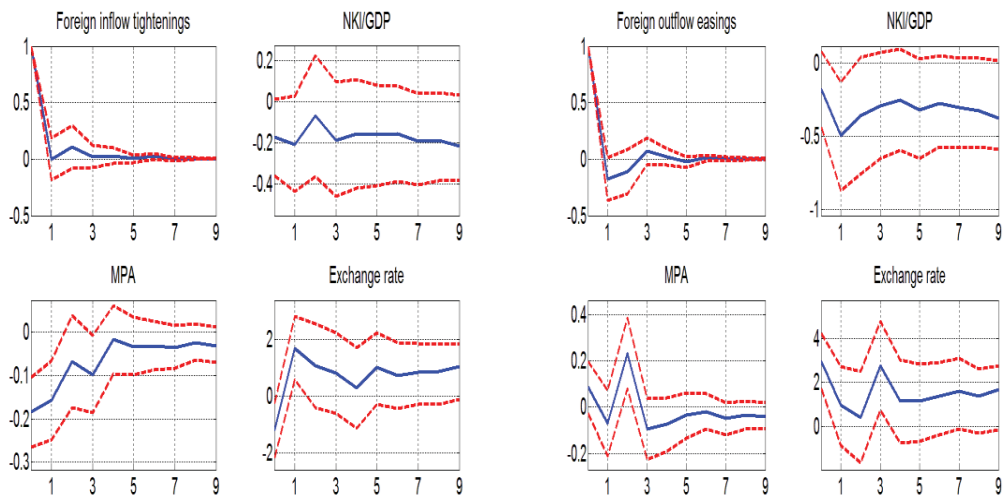 Foreign inflow tightenings NKI/GDP Foreign outflow easings NKI/GDP
1 0.2 1 0
0.5 0 0.5 -0.5
0 -0.2 0
-0.5 -0.4 -0.5 -1
1 3 5 7 9 1 3 5 7 9 1 3 5 7 9 1 3 5 7 9
MPA Exchange rate MPA Exchange rate
0 2 0.4 4
-0.1 0 0.2 2
-0.2 -2 0 0
-0.3 -0.2
1 3 5 7 9 1 3 5 7 9 1 3 5 7 9 1 3 5 7 9